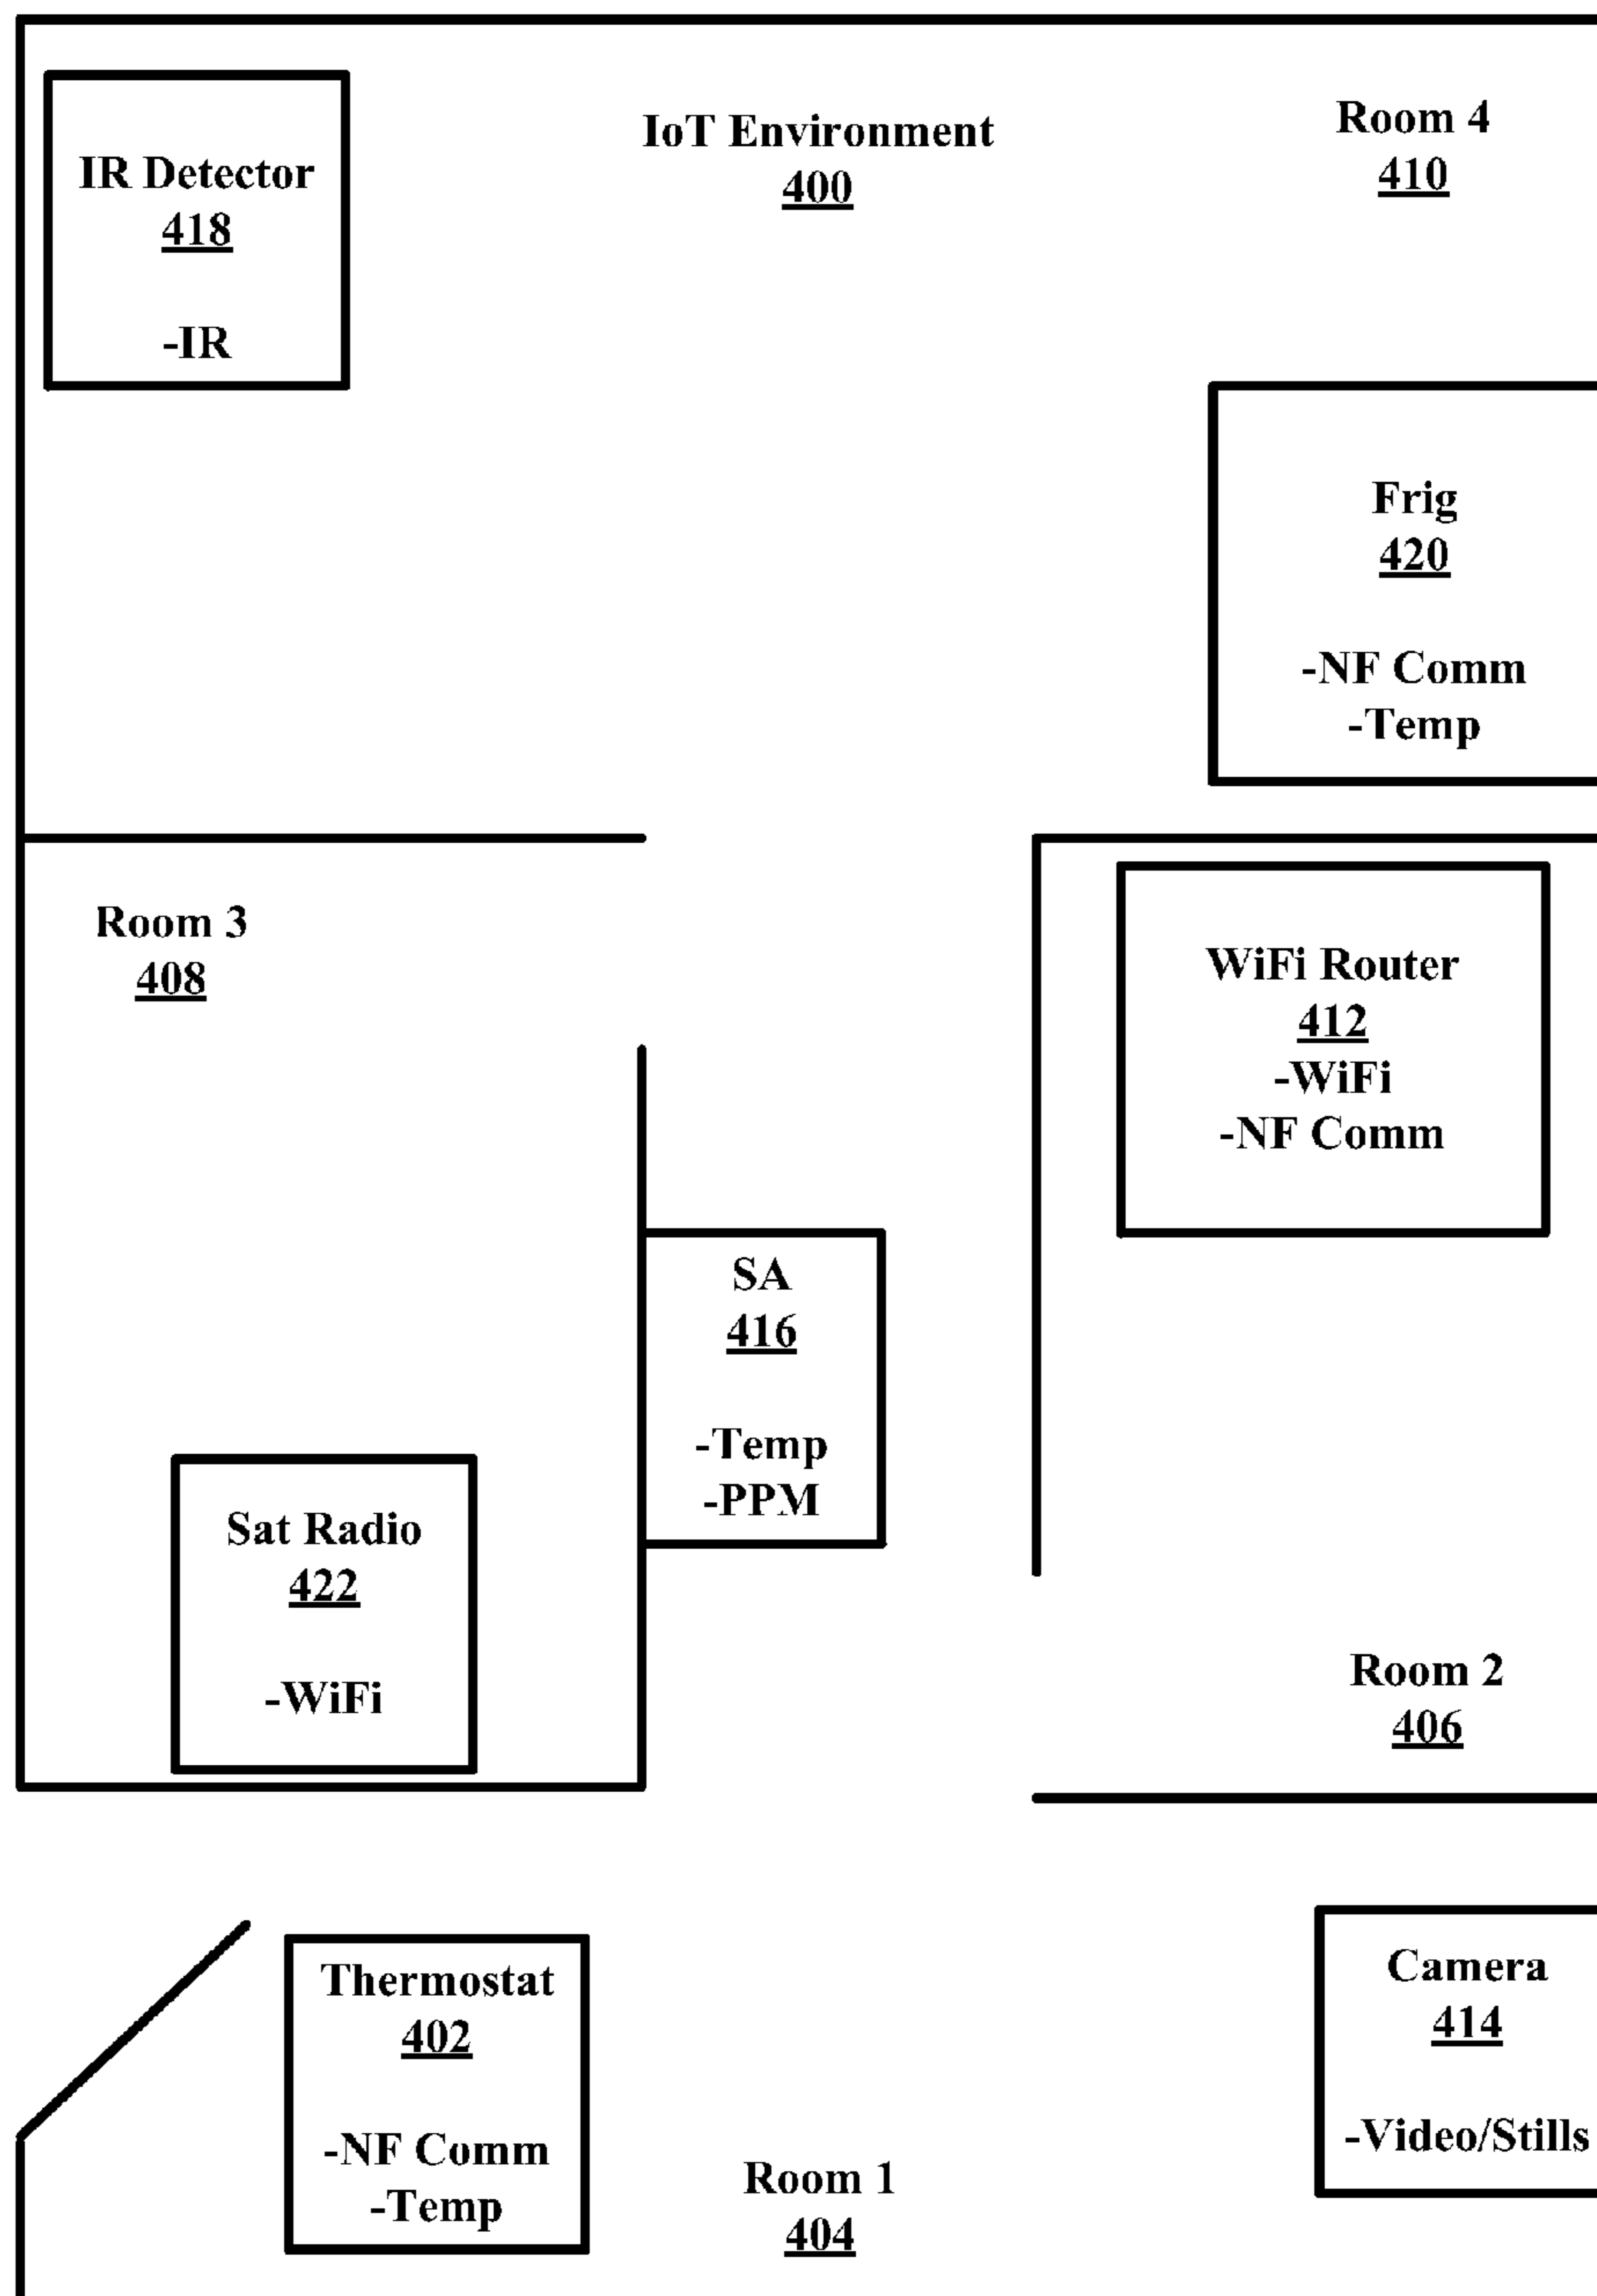 IoT Environment
400
Room 4
410
IR Detector
418
-IR
Frig
420
-NF Comm
-Temp
Room 3
408
WiFi Router
412
-WiFi
-NF Comm
SA
416
-Temp
-PPM
Sat Radio
422
-WiFi
Room 2
406
Thermostat
402
-NF Comm
-Temp
Camera
414
-Video/Stills
Room 1
404